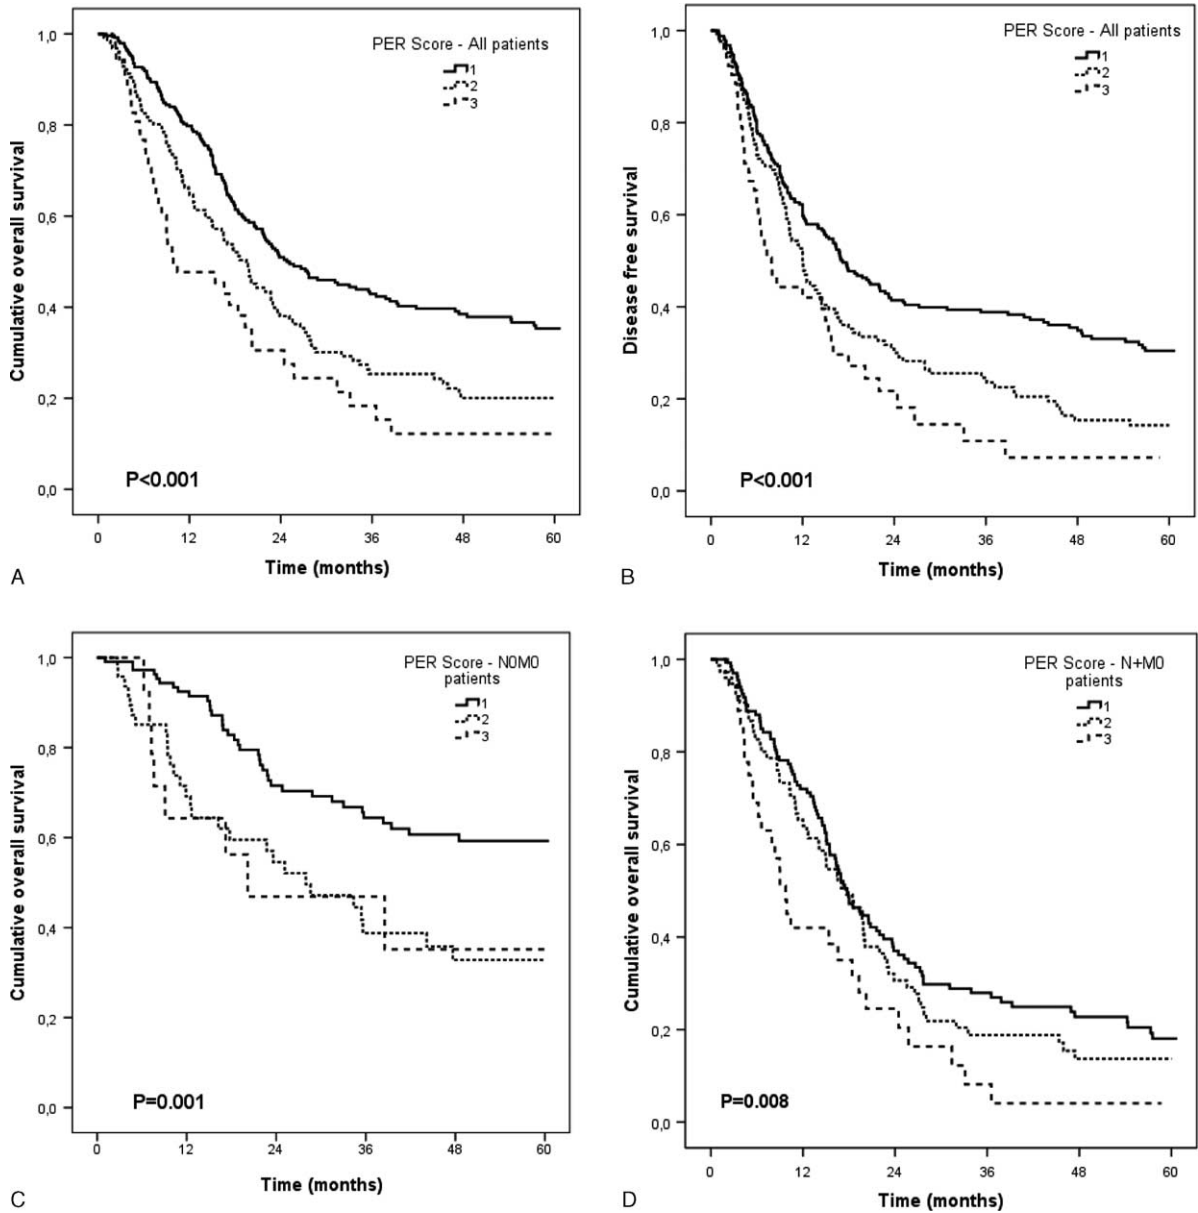 PER Score - All patients
1
2
3
1,0
0,8
0,6
0,4
0,2
0,0
Cumulative overall survival
P<0.001
0 12 24 36 48 60
Time (months)
A
PER Score - All patients
1
2
3
1,0
0,8
0,6
0,4
0,2
0,0
Disease free survival
P<0.001
0 12 24 36 48 60
Time (months)
B
PER Score - N0M0
patients
1
2
3
1,0
0,8
0,6
0,4
0,2
0,0
Cumulative overall survival
P=0.001
0 12 24 36 48 60
Time (months)
C
PER Score - N+M0
patients
1
2
3
1,0
0,8
0,6
0,4
0,2
0,0
Cumulative overall survival
P=0.008
0 12 24 36 48 60
Time (months)
D